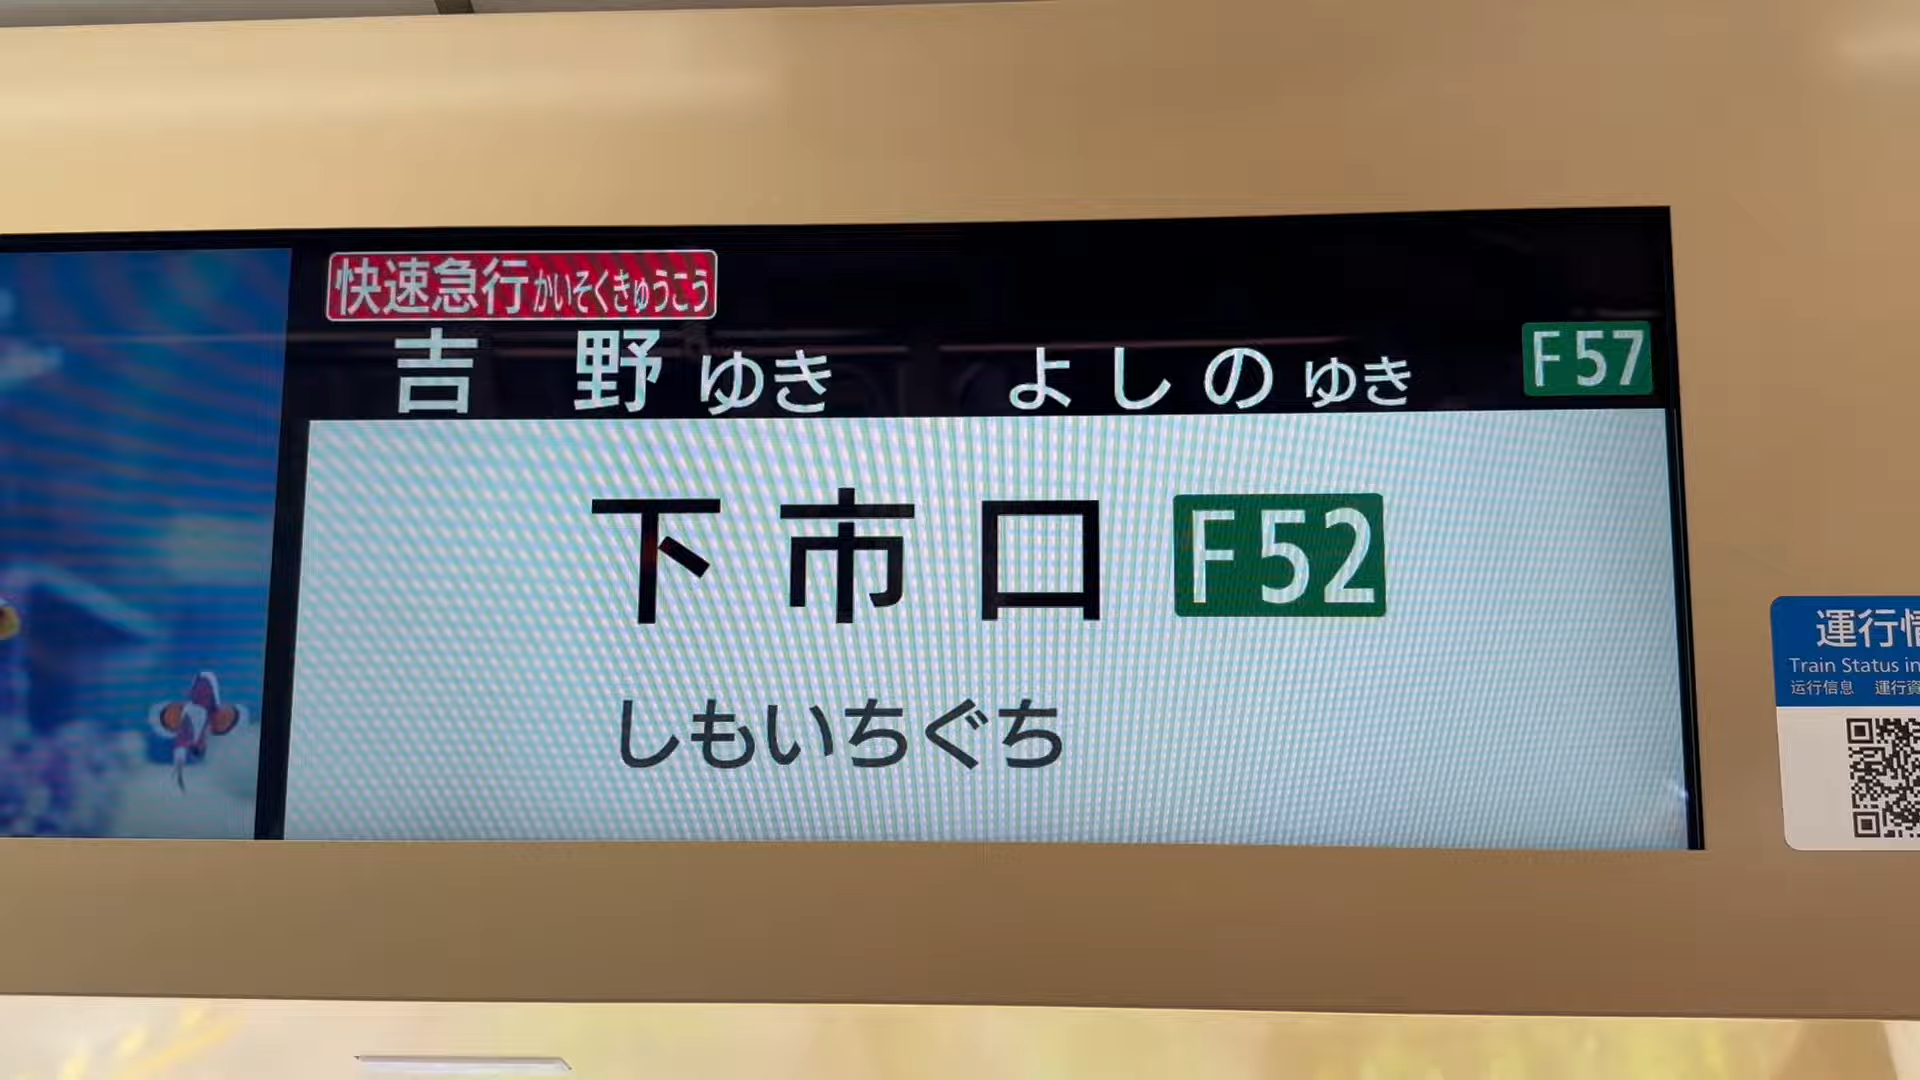 快速急行かいそくきゅうこう
吉野ゆき よしのゆき F57
下市口 F52
しもいちぐち
運行
Train Status
运行信息 運行